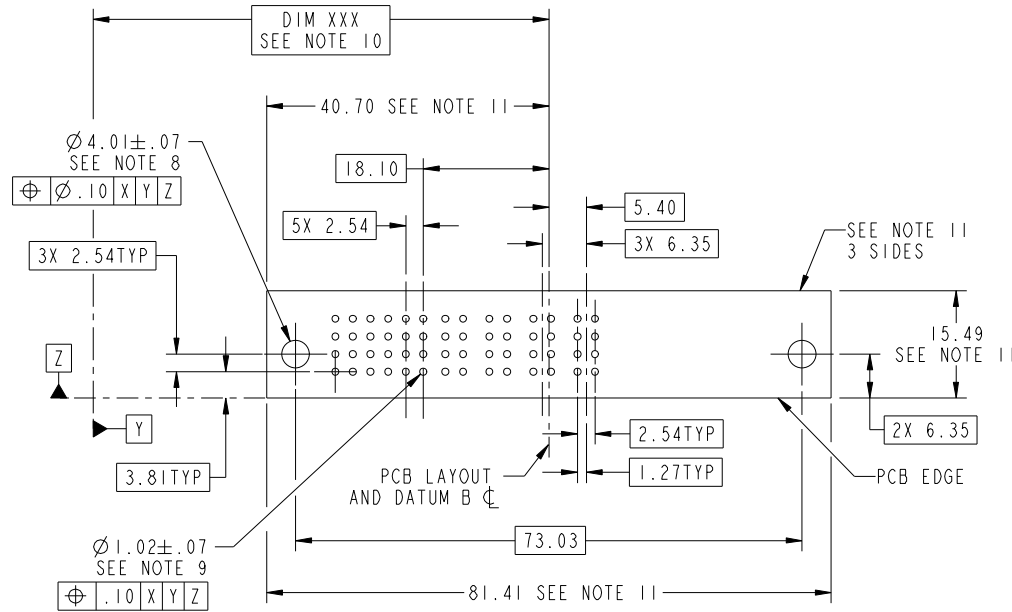 DIM XXX
SEE NOTE 10
40.70 SEE NOTE 11
Ø4.01±.07
SEE NOTE 8
⌖ Ø.10 X Y Z
18.10
5.40
5X 2.54
3X 6.35
SEE NOTE 11
3 SIDES
3X 2.54TYP
15.49
SEE NOTE 11
Z
Y
2X 6.35
2.54TYP
3.81TYP
PCB LAYOUT
AND DATUM B ℄
1.27TYP
PCB EDGE
Ø1.02±.07
SEE NOTE 9
⌖ .10 X Y Z
73.03
81.41 SEE NOTE 11